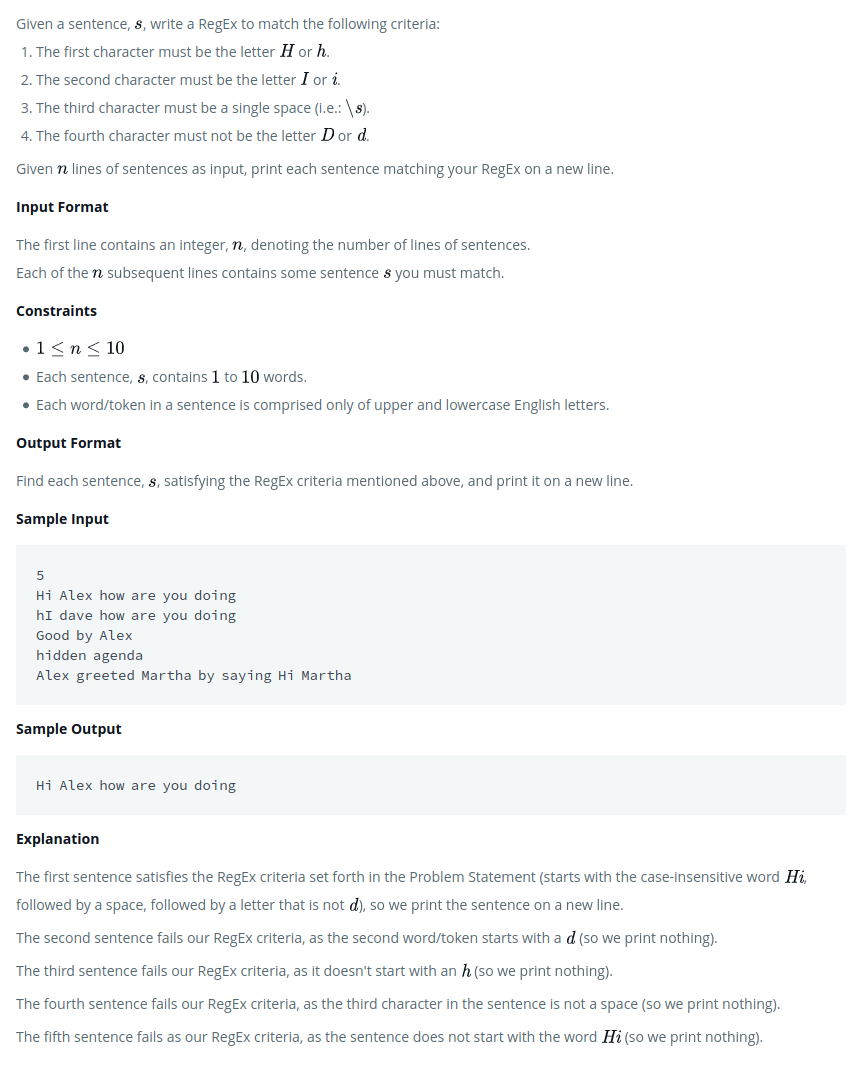 Given a sentence, s, write a RegEx to match the following criteria:
1. The first character must be the letter H or h.
2. The second character must be the letter I or i.
3. The third character must be a single space (i.e.: \s).
4. The fourth character must not be the letter D or d.
Given n lines of sentences as input, print each sentence matching your RegEx on a new line.
Input Format
The first line contains an integer, n, denoting the number of lines of sentences.
Each of the n subsequent lines contains some sentence s you must match.
Constraints
• 1 ≤ n ≤ 10
• Each sentence, s, contains 1 to 10 words.
• Each word/token in a sentence is comprised only of upper and lowercase English letters.
Output Format
Find each sentence, s, satisfying the RegEx criteria mentioned above, and print it on a new line.
Sample Input
5
Hi Alex how are you doing
hI dave how are you doing
Good by Alex
hidden agenda
Alex greeted Martha by saying Hi Martha
Sample Output
Hi Alex how are you doing
Explanation
The first sentence satisfies the RegEx criteria set forth in the Problem Statement (starts with the case-insensitive word Hi,
followed by a space, followed by a letter that is not d), so we print the sentence on a new line.
The second sentence fails our RegEx criteria, as the second word/token starts with a d (so we print nothing).
The third sentence fails our RegEx criteria, as it doesn't start with an h (so we print nothing).
The fourth sentence fails our RegEx criteria, as the third character in the sentence is not a space (so we print nothing).
The fifth sentence fails as our RegEx criteria, as the sentence does not start with the word Hi (so we print nothing).